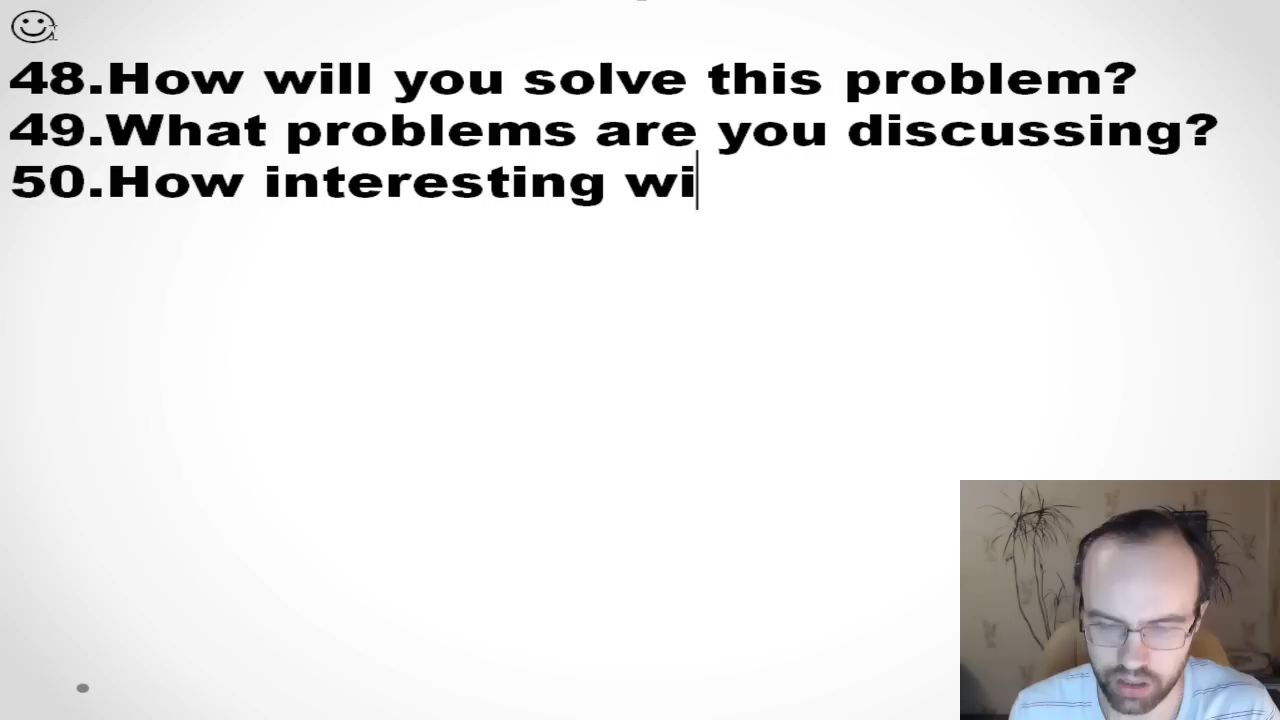 48.How will you solve this problem?
49.What problems are you discussing?
50.How interesting wi